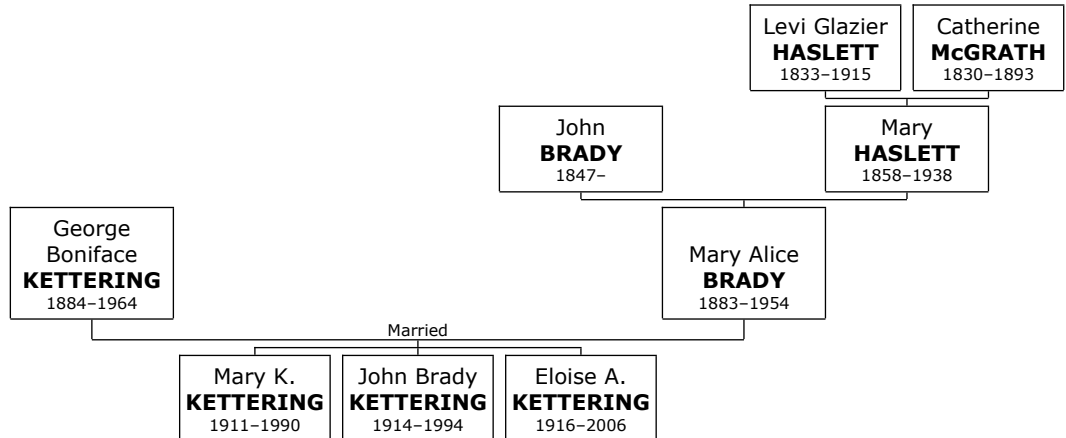 Levi Glazier
HASLETT
1833–1915
Catherine
McGRATH
1830–1893
John
BRADY
1847–
Mary
HASLETT
1858–1938
George
Boniface
KETTERING
1884–1964
Mary Alice
BRADY
1883–1954
Married
Mary K.
KETTERING
1911–1990
John Brady
KETTERING
1914–1994
Eloise A.
KETTERING
1916–2006